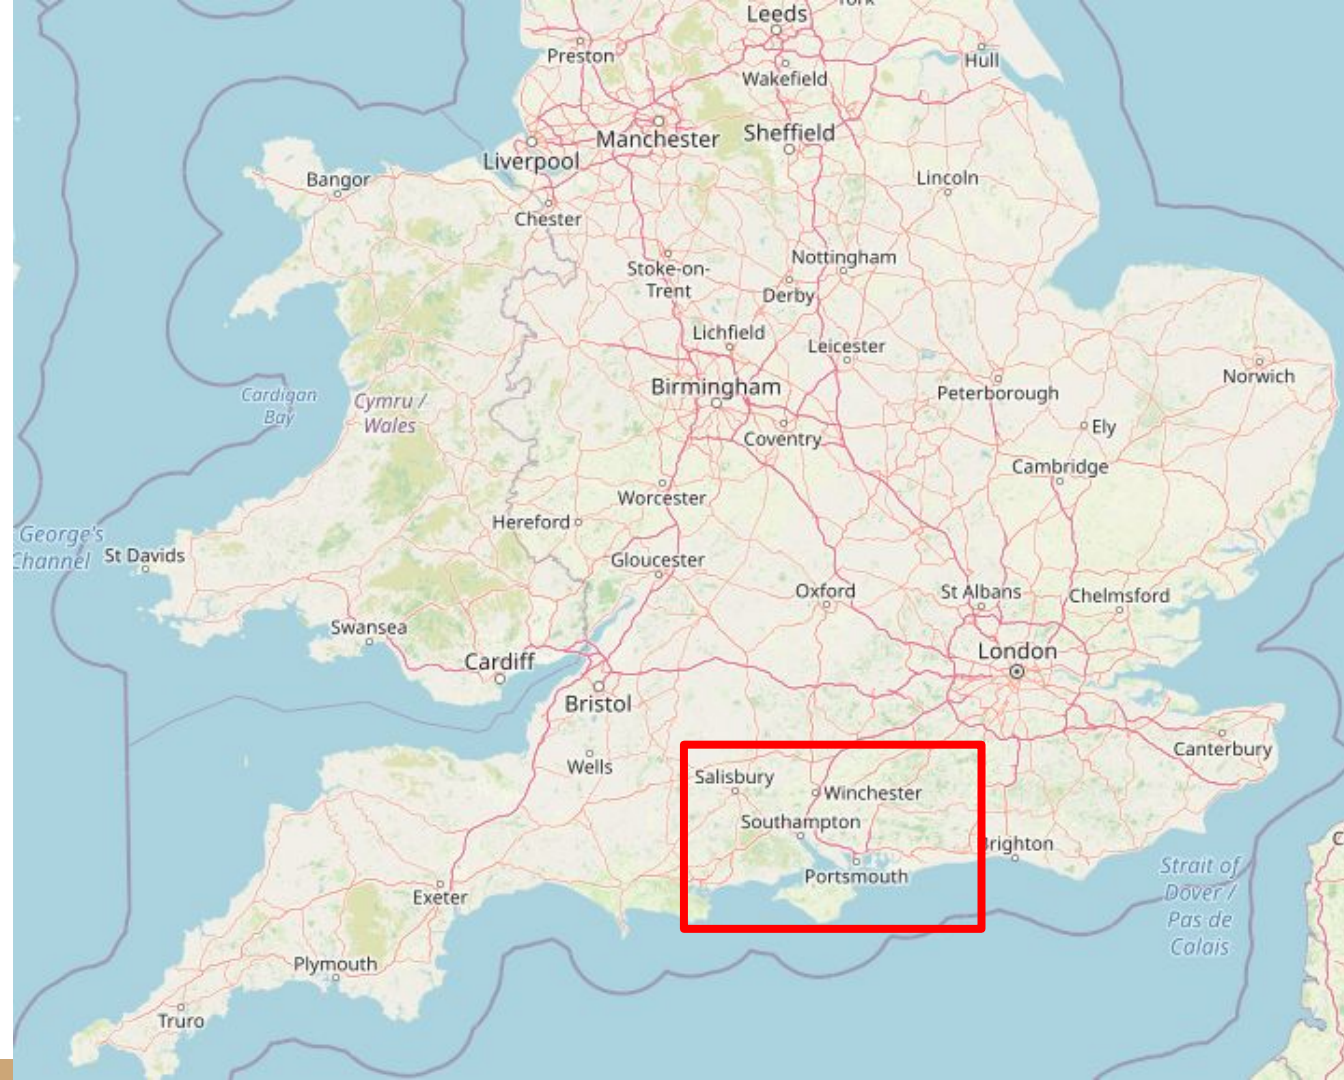 York
Leeds
Preston
Hull
Wakefield
Manchester
Sheffield
Liverpool
Bangor
Lincoln
Chester
Nottingham
Stoke-on-
Trent
Derby
Lichfield
Leicester
Birmingham
Norwich
Peterborough
Cardigan
Bay
Cymru /
Wales
Ely
Coventry
Cambridge
Worcester
Hereford
George's
Channel
St Davids
Gloucester
Oxford
St Albans
Chelmsford
Swansea
London
Cardiff
Bristol
Canterbury
Wells
Salisbury
Winchester
Southampton
Brighton
Portsmouth
Strait of
Dover /
Pas de
Calais
Exeter
Plymouth
Truro